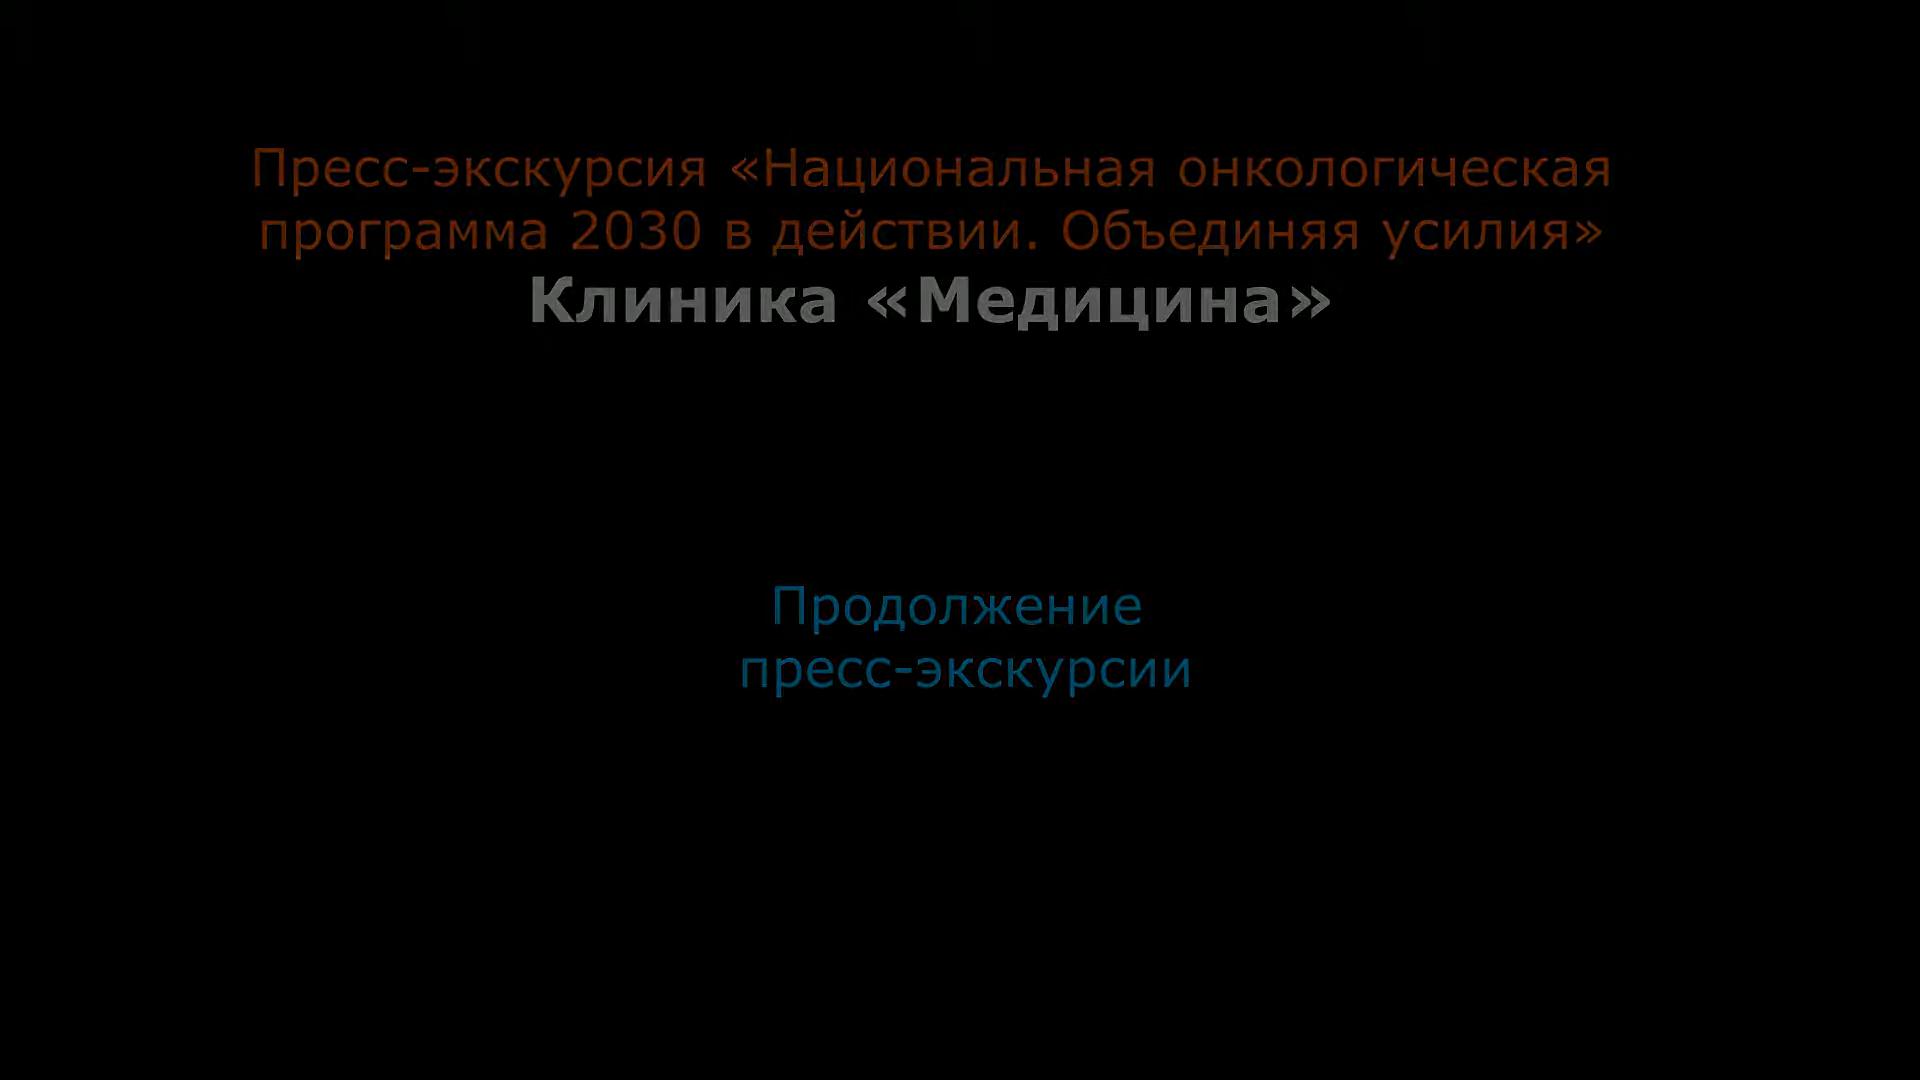 Пресс-экскурсия «Национальная онкологическая
программа 2030 в действии. Объединяя усилия»
Клиника «Медицина»
Продолжение
пресс-экскурсии